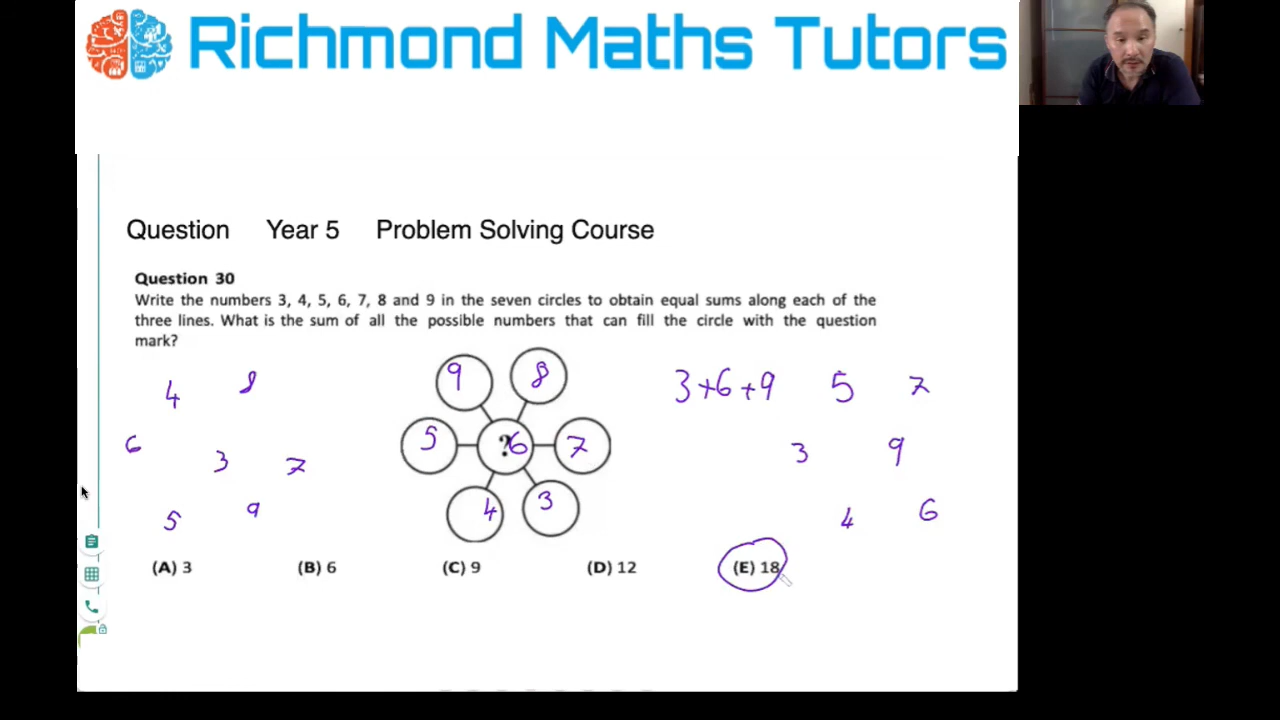 Richmond Maths Tutors
Question Year 5 Problem Solving Course
Question 30
Write the numbers 3, 4, 5, 6, 7, 8 and 9 in the seven circles to obtain equal sums along each of the
three lines. What is the sum of all the possible numbers that can fill the circle with the question
mark?
4 8
6 3 7
5 9
9 8
5 ?6 7
4 3
3+6+9 5 7
3 9
4 6
(A) 3 (B) 6 (C) 9 (D) 12 (E) 18